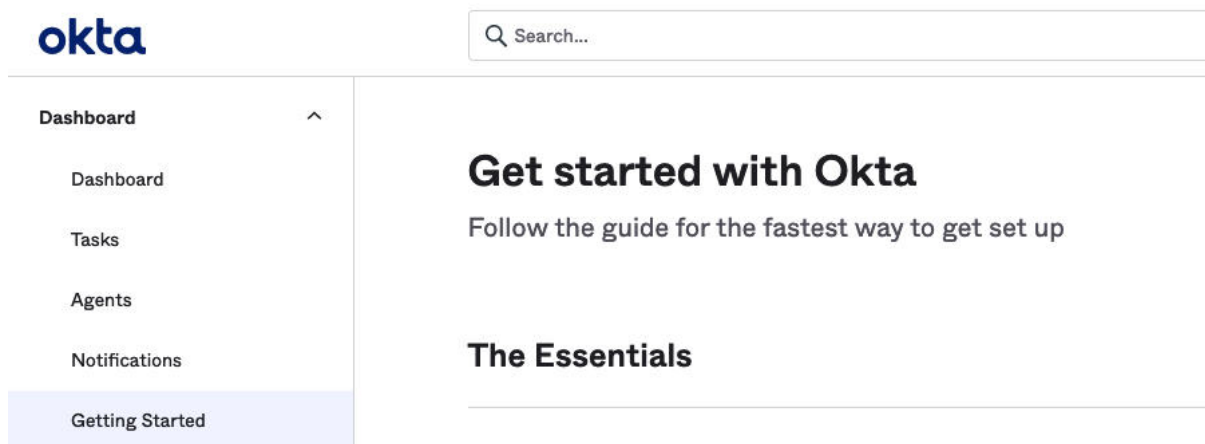 okta
Search...
Dashboard
Dashboard
Tasks
Agents
Notifications
Getting Started
Get started with Okta
Follow the guide for the fastest way to get set up
The Essentials